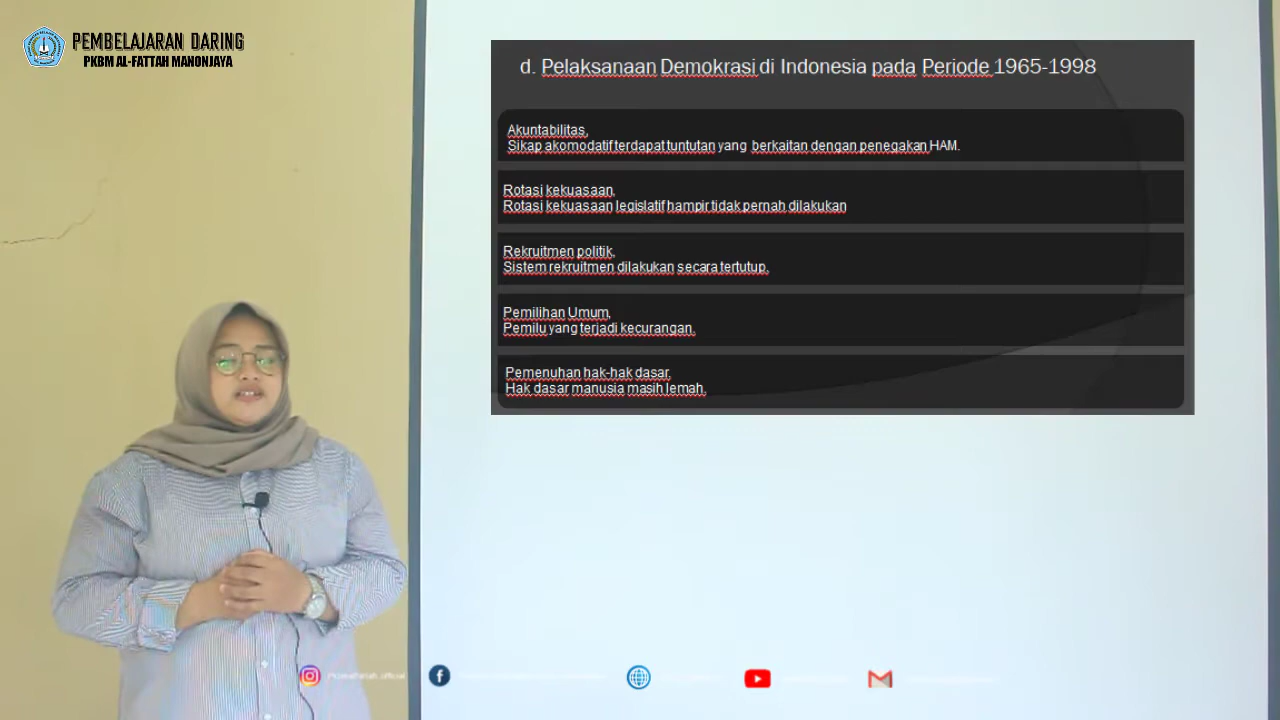 PEMBELAJARAN DARING
PKBM AL-FATTAH MANONJAYA
d. Pelaksanaan Demokrasi di Indonesia pada Periode 1965-1998
Akuntabilitas,
Sikap akomodatif terdapat tuntutan yang berkaitan dengan penegakan HAM.
Rotasi kekuasaan,
Rotasi kekuasaan legislatif hampir tidak pernah dilakukan
Rekruitmen politik,
Sistem rekruitmen dilakukan secara tertutup.
Pemilihan Umum,
Pemilu yang terjadi kecurangan.
Pemenuhan hak-hak dasar.
Hak dasar manusia masih lemah.